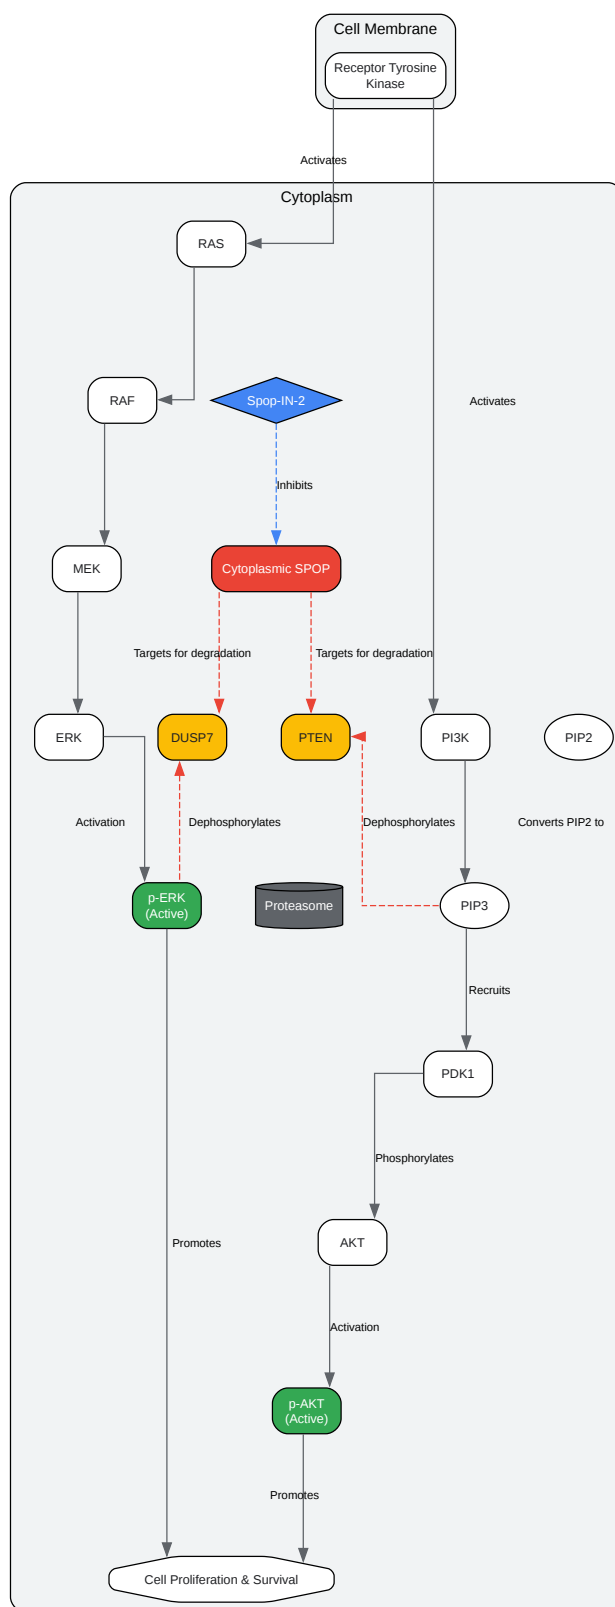 Cell Membrane
Receptor Tyrosine
Kinase
Activates
Cytoplasm
RAS
RAF
Spop-IN-2
Activates
Inhibits
MEK
Cytoplasmic SPOP
Targets for degradation
Targets for degradation
ERK
DUSP7
PTEN
PI3K
PIP2
Activation
Dephosphorylates
Dephosphorylates
Converts PIP2 to
p-ERK
(Active)
Proteasome
PIP3
Recruits
PDK1
Phosphorylates
AKT
Promotes
Activation
p-AKT
(Active)
Promotes
Cell Proliferation & Survival